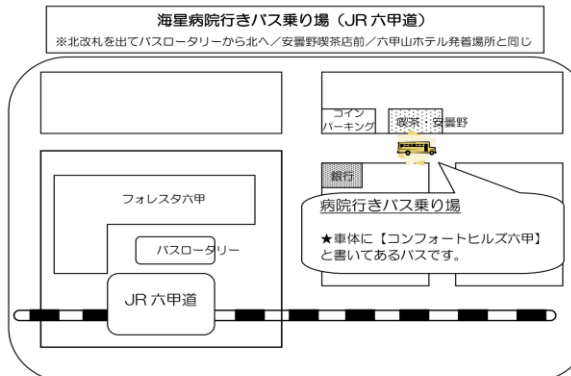 海星病院行きバス乗り場（JR 六甲道）
※北改札を出てバスロータリーから北へ／安曇野喫茶店前／六甲山ホテル発着場所と同じ
コイン
パーキング
喫茶・安曇野
銀行
フォレスタ六甲
病院行きバス乗り場
バスロータリー
★車体に【コンフォートヒルズ六甲】
と書いてあるバスです。
JR 六甲道